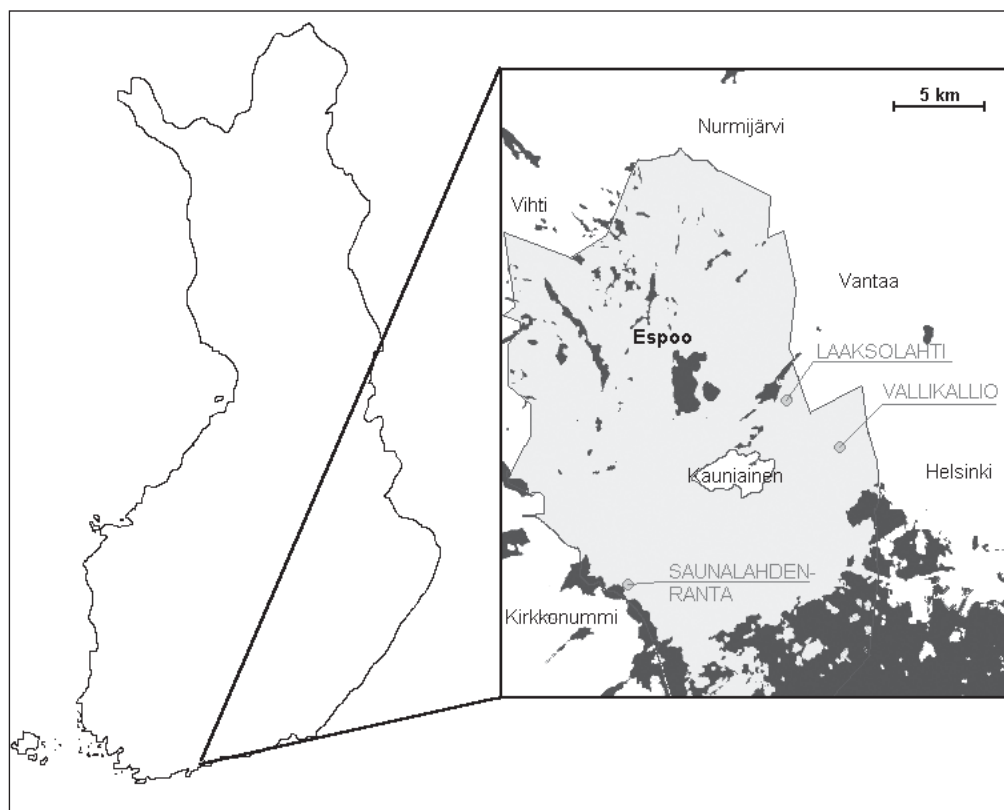 5 km
Nurmijärvi
Vihti
Vantaa
Espoo
LAAKSOLAHTI
VALLIKALLIO
Kauniainen
Helsinki
SAUNALAHDEN-
RANTA
Kirkkonummi